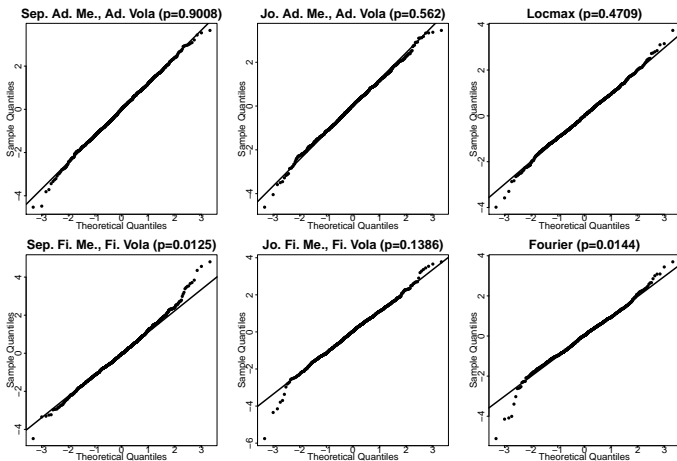 Sep. Ad. Me., Ad. Vola (p=0.9008)
Jo. Ad. Me., Ad. Vola (p=0.562)
Locmax (p=0.4709)
Sample Quantiles
−4 −2 0 2
−3 −2 −1 0 1 2 3
Theoretical Quantiles
Sample Quantiles
−4 −2 0 2
−3 −2 −1 0 1 2 3
Theoretical Quantiles
Sample Quantiles
−4 −2 0 2 4
−3 −2 −1 0 1 2 3
Theoretical Quantiles
Sep. Fi. Me., Fi. Vola (p=0.0125)
Jo. Fi. Me., Fi. Vola (p=0.1386)
Fourier (p=0.0144)
Sample Quantiles
−4 −2 0 2 4
−3 −2 −1 0 1 2 3
Theoretical Quantiles
Sample Quantiles
−6 −4 −2 0 2 4
−3 −2 −1 0 1 2 3
Theoretical Quantiles
Sample Quantiles
−4 −2 0 2 4
−3 −2 −1 0 1 2 3
Theoretical Quantiles